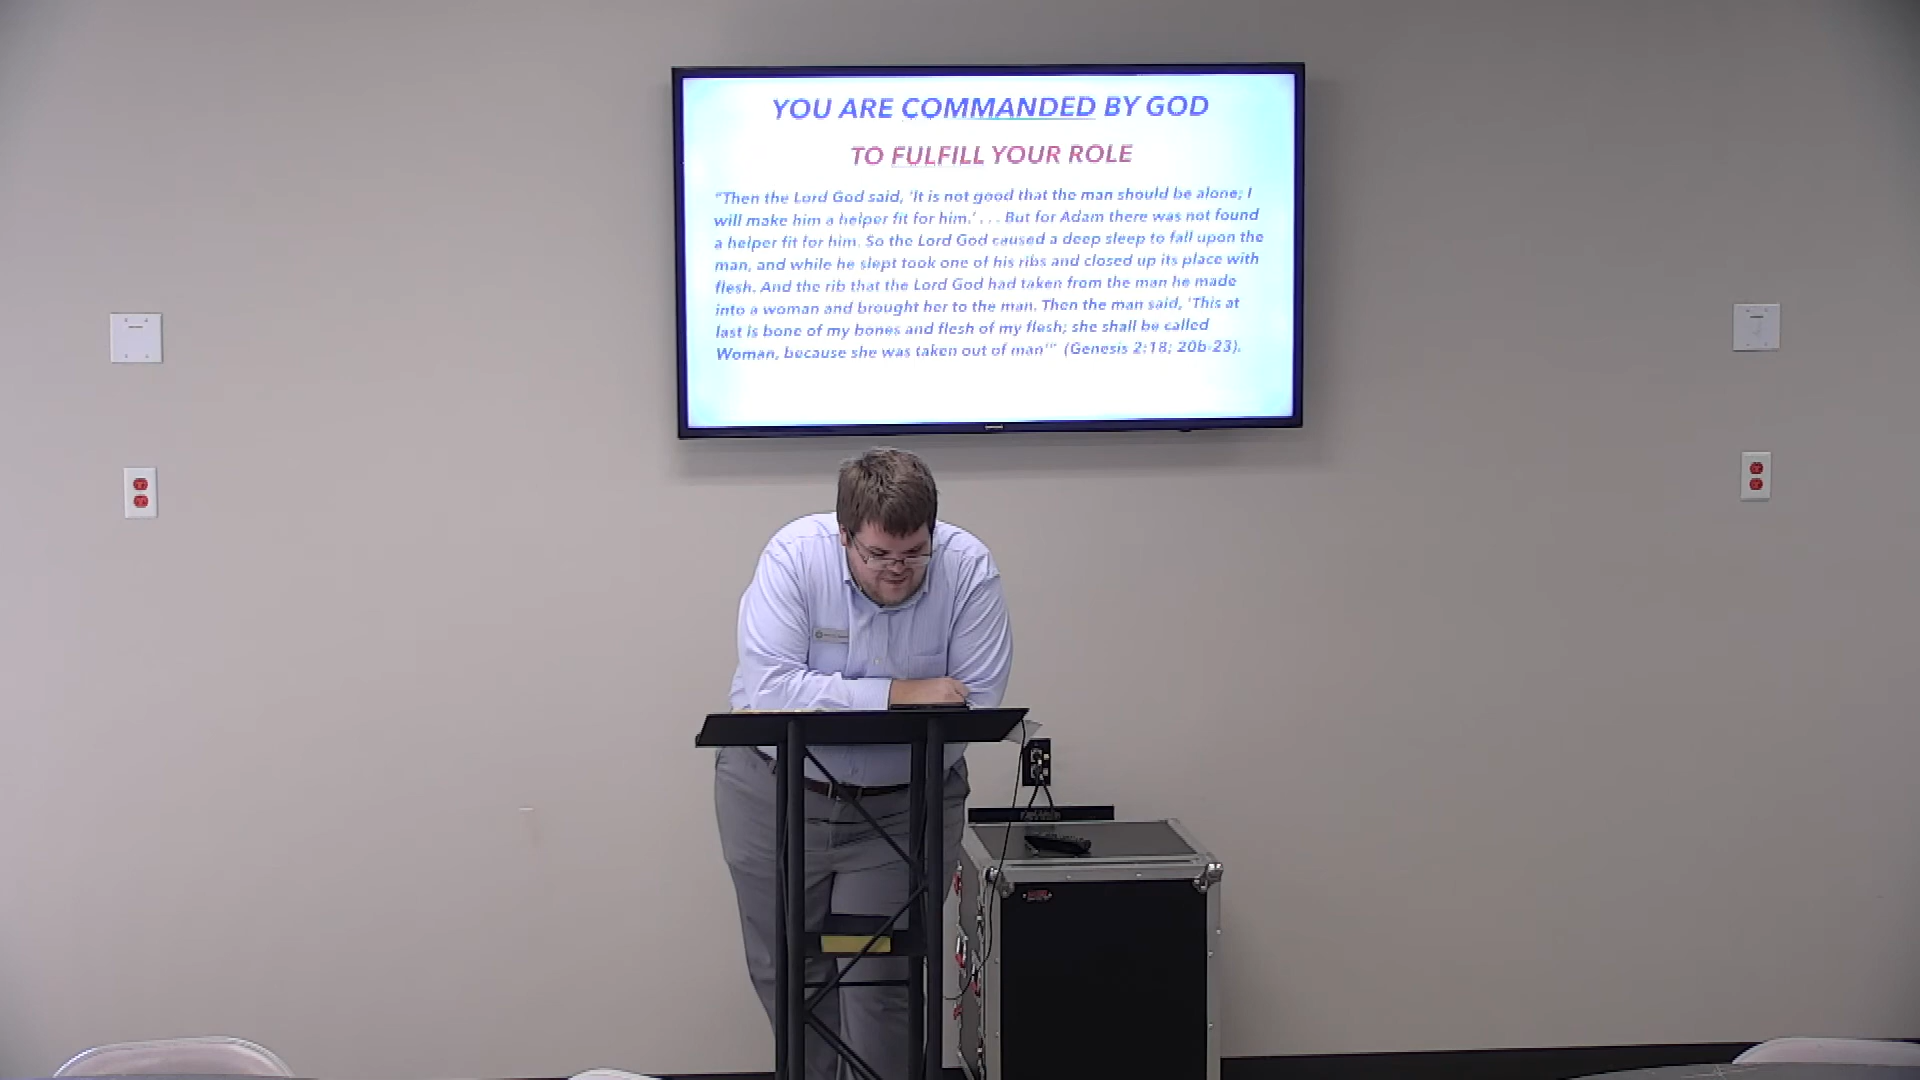 YOU ARE COMMANDED BY GOD
TO FULFILL YOUR ROLE
"Then the Lord God said, 'It is not good that the man should be alone; I
will make him a helper fit for him.' . . . But for Adam there was not found
a helper fit for him. So the Lord God caused a deep sleep to fall upon the
man, and while he slept took one of his ribs and closed up its place with
flesh. And the rib that the Lord God had taken from the man he made
into a woman and brought her to the man. Then the man said, 'This at
last is bone of my bones and flesh of my flesh; she shall be called
Woman, because she was taken out of man'" (Genesis 2:18; 20b-23).